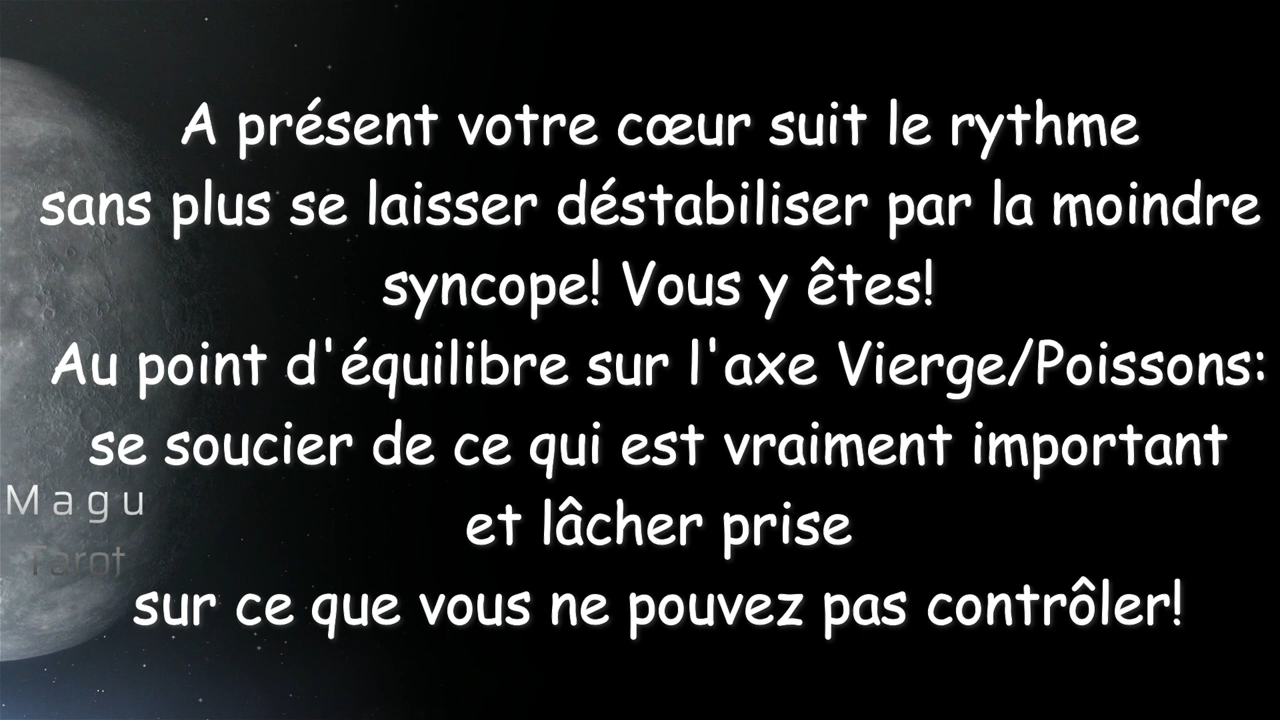 A présent votre cœur suit le rythme
sans plus se laisser déstabiliser par la moindre
syncope! Vous y êtes!
Au point d'équilibre sur l'axe Vierge/Poissons:
se soucier de ce qui est vraiment important
et lâcher prise
sur ce que vous ne pouvez pas contrôler!
Magu
Tarot